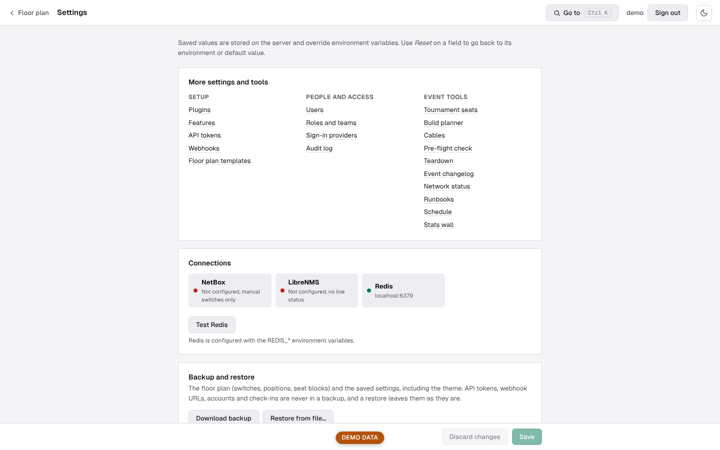 Floor plan
Settings
Go to
Ctrl K
demo
Sign out
Saved values are stored on the server and override environment variables. Use Reset on a field to go back to its
environment or default value.
More settings and tools
SETUP
Plugins
Features
API tokens
Webhooks
Floor plan templates
PEOPLE AND ACCESS
Users
Roles and teams
Sign-in providers
Audit log
EVENT TOOLS
Tournament seats
Build planner
Cables
Pre-flight check
Teardown
Event changelog
Network status
Runbooks
Schedule
Stats wall
Connections
NetBox
Not configured, manual
switches only
LibreNMS
Not configured, no live
status
Redis
localhost:6379
Test Redis
Redis is configured with the REDIS_* environment variables.
Backup and restore
The floor plan (switches, positions, seat blocks) and the saved settings, including the theme. API tokens, webhook
URLs, accounts and check-ins are never in a backup, and a restore leaves them as they are.
Download backup
Restore from file...
DEMO DATA
Discard changes
Save